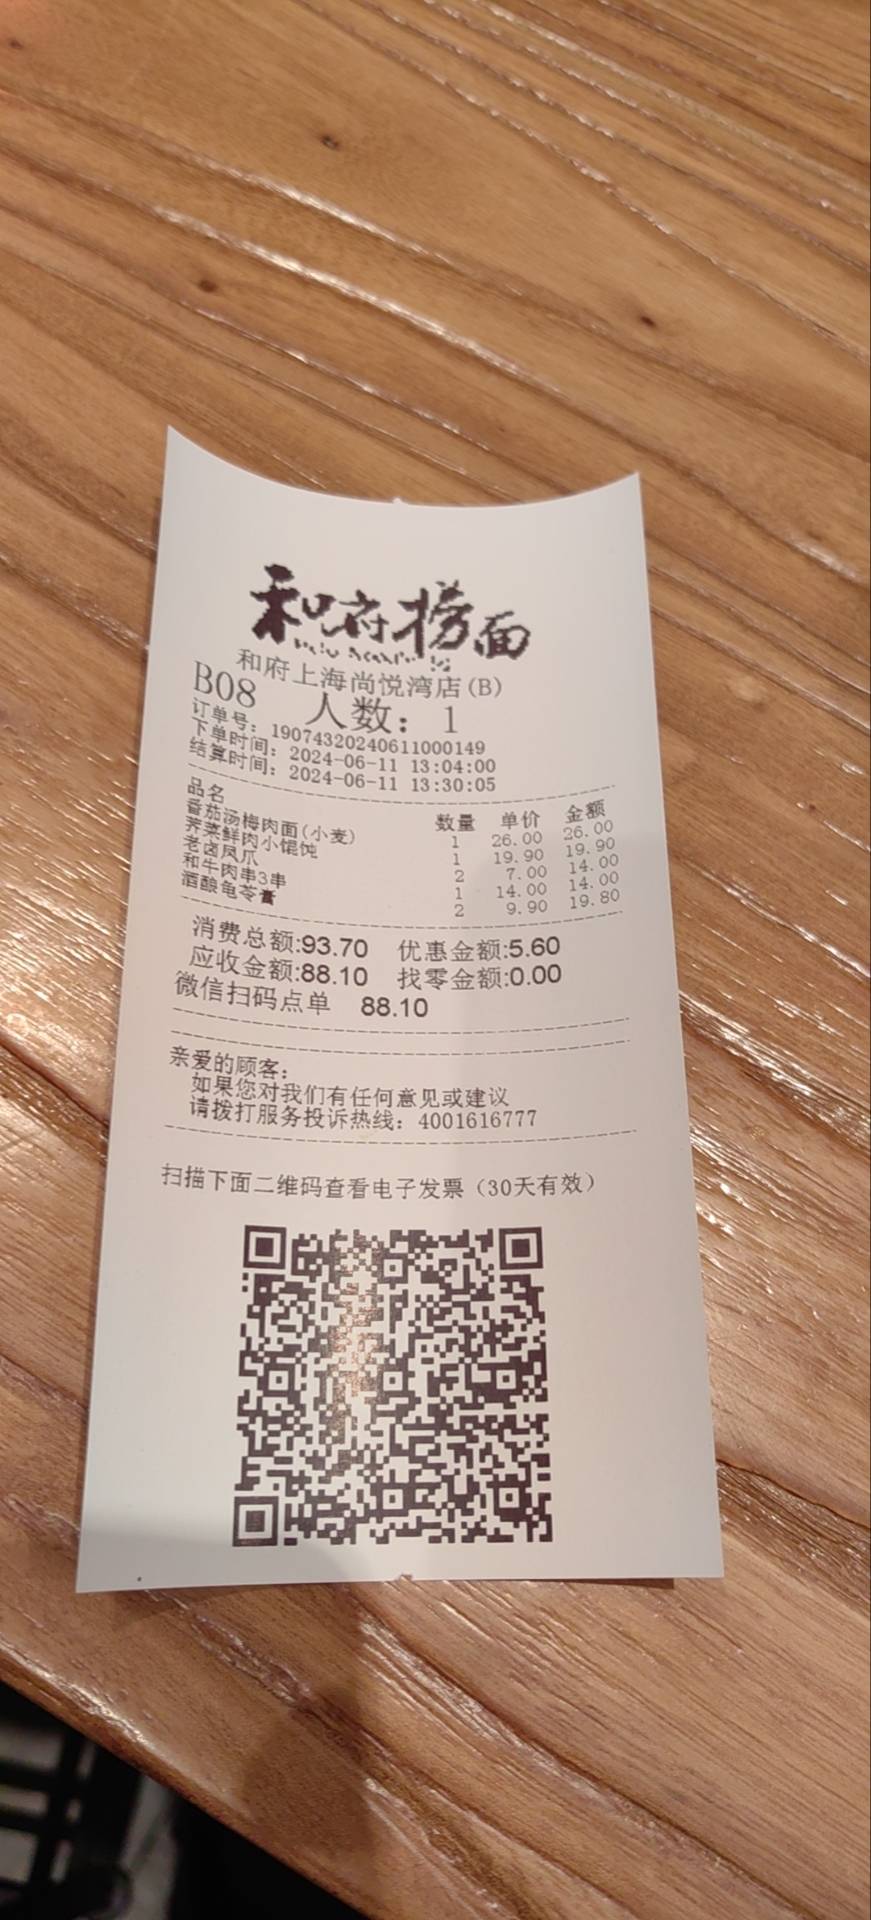 和府捞面
和府上海尚悦湾店(B)
B08 人数: 1
订单号: 19074320240611000149
下单时间: 2024-06-11 13:04:00
结算时间: 2024-06-11 13:30:05
品名 数量 单价 金额
番茄汤梅肉面(小麦) 1 26.00 26.00
荠菜鲜肉小馄饨 1 19.90 19.90
老卤凤爪 2 7.00 14.00
和牛肉串3串 1 14.00 14.00
酒酿龟苓膏 2 9.90 19.80
消费总额:93.70 优惠金额:5.60
应收金额:88.10 找零金额:0.00
微信扫码点单 88.10
亲爱的顾客:
如果您对我们有任何意见或建议
请拨打服务投诉热线: 4001616777
扫描下面二维码查看电子发票（30天有效）